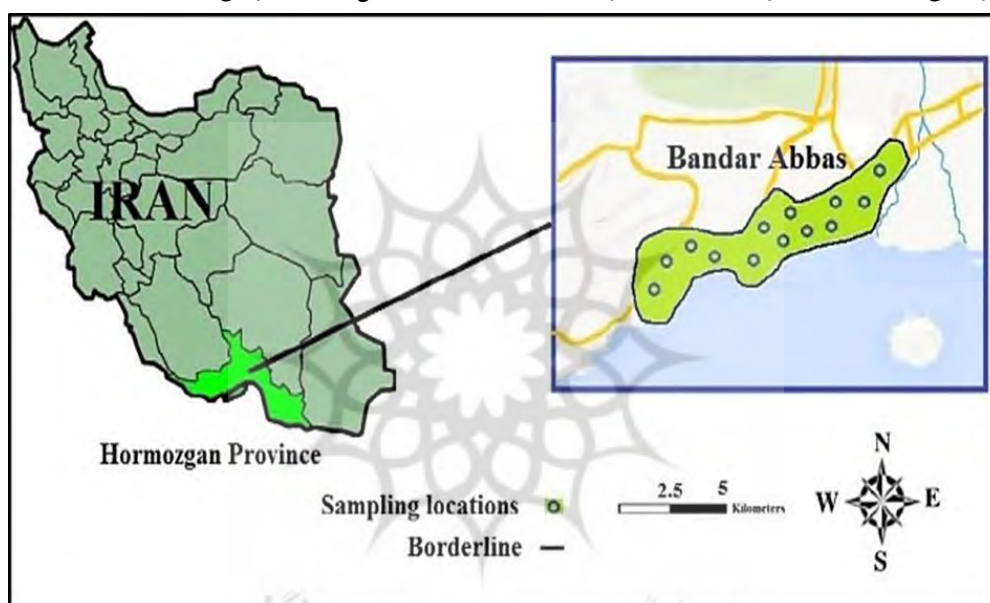 IRAN
Bandar Abbas
Hormozgan Province
Sampling locations
Borderline
2.5 5
Kilometers
N
W E
S